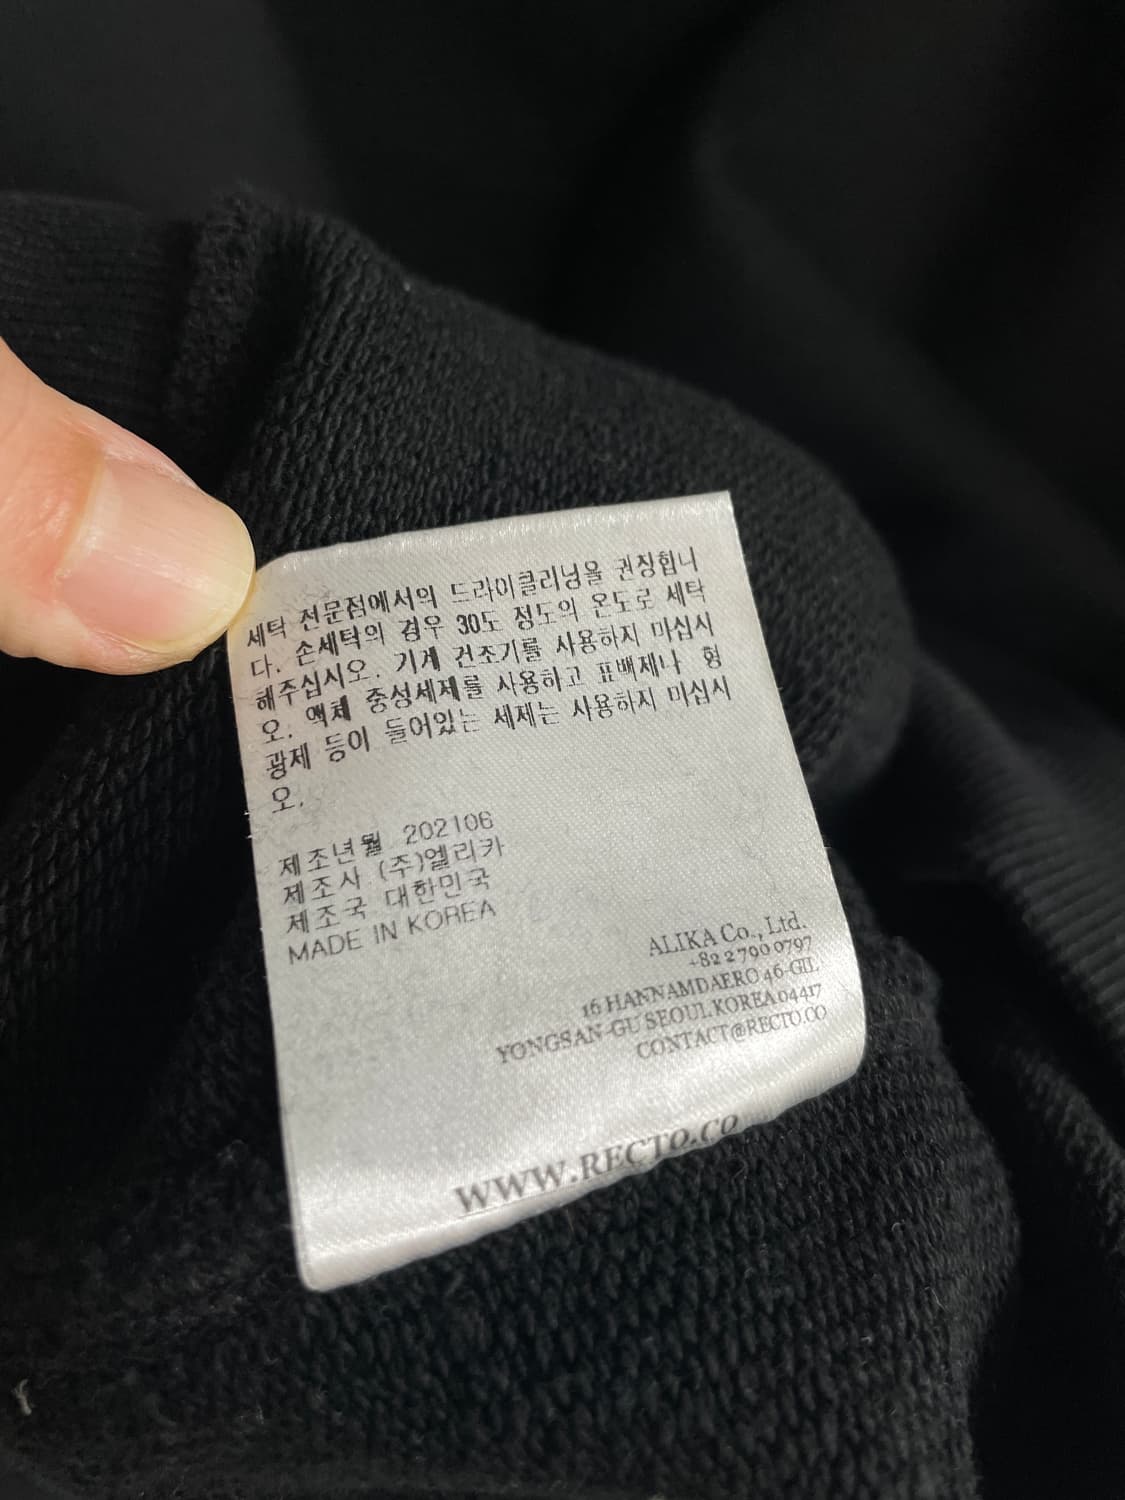 세탁 전문점에서의 드라이클리닝을 권장합니
다. 손세탁의 경우 30도 정도의 온도로 세탁
해주십시오. 기계 건조기를 사용하지 마십시
오. 액체 중성세제를 사용하고 표백제나 형
광제 등이 들어있는 세제는 사용하지 마십시
오.
제조년월 202106
제조사 (주)엘리카
제조국 대한민국
MADE IN KOREA
ALIKA Co., Ltd.
+82 2 790 0797
16 HANNAMDAERO 46-GIL
YONGSAN-GU SEOUL KOREA 04417
CONTACT@RECTO.CO
WWW.RECTO.CO